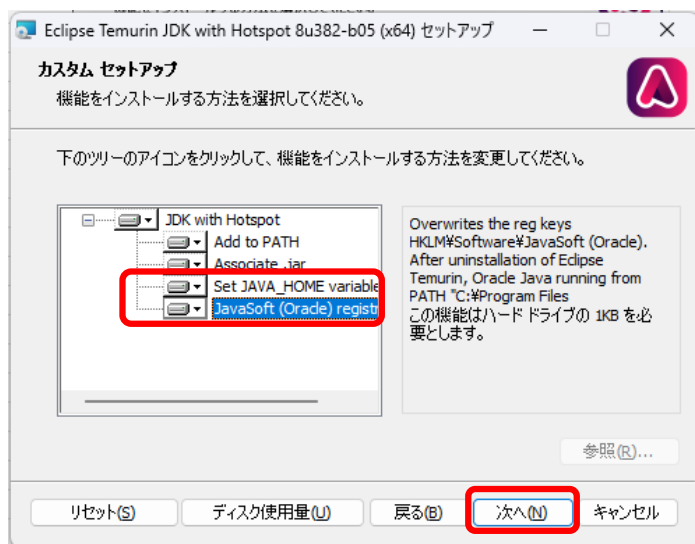 Eclipse Temurin JDK with Hotspot 8u382-b05 (x64) セットアップ
カスタム セットアップ
機能をインストールする方法を選択してください。
下のツリーのアイコンをクリックして、機能をインストールする方法を変更してください。
JDK with Hotspot
Add to PATH
Associate .jar
Set JAVA_HOME variable
JavaSoft (Oracle) regist
Overwrites the reg keys
HKLM¥Software¥JavaSoft (Oracle).
After uninstallation of Eclipse
Temurin, Oracle Java running from
PATH "C:¥Program Files
この機能はハード ドライブの 1KB を必
要とします。
参照(R)...
リセット(S)
ディスク使用量(U)
戻る(B)
次へ(N)
キャンセル